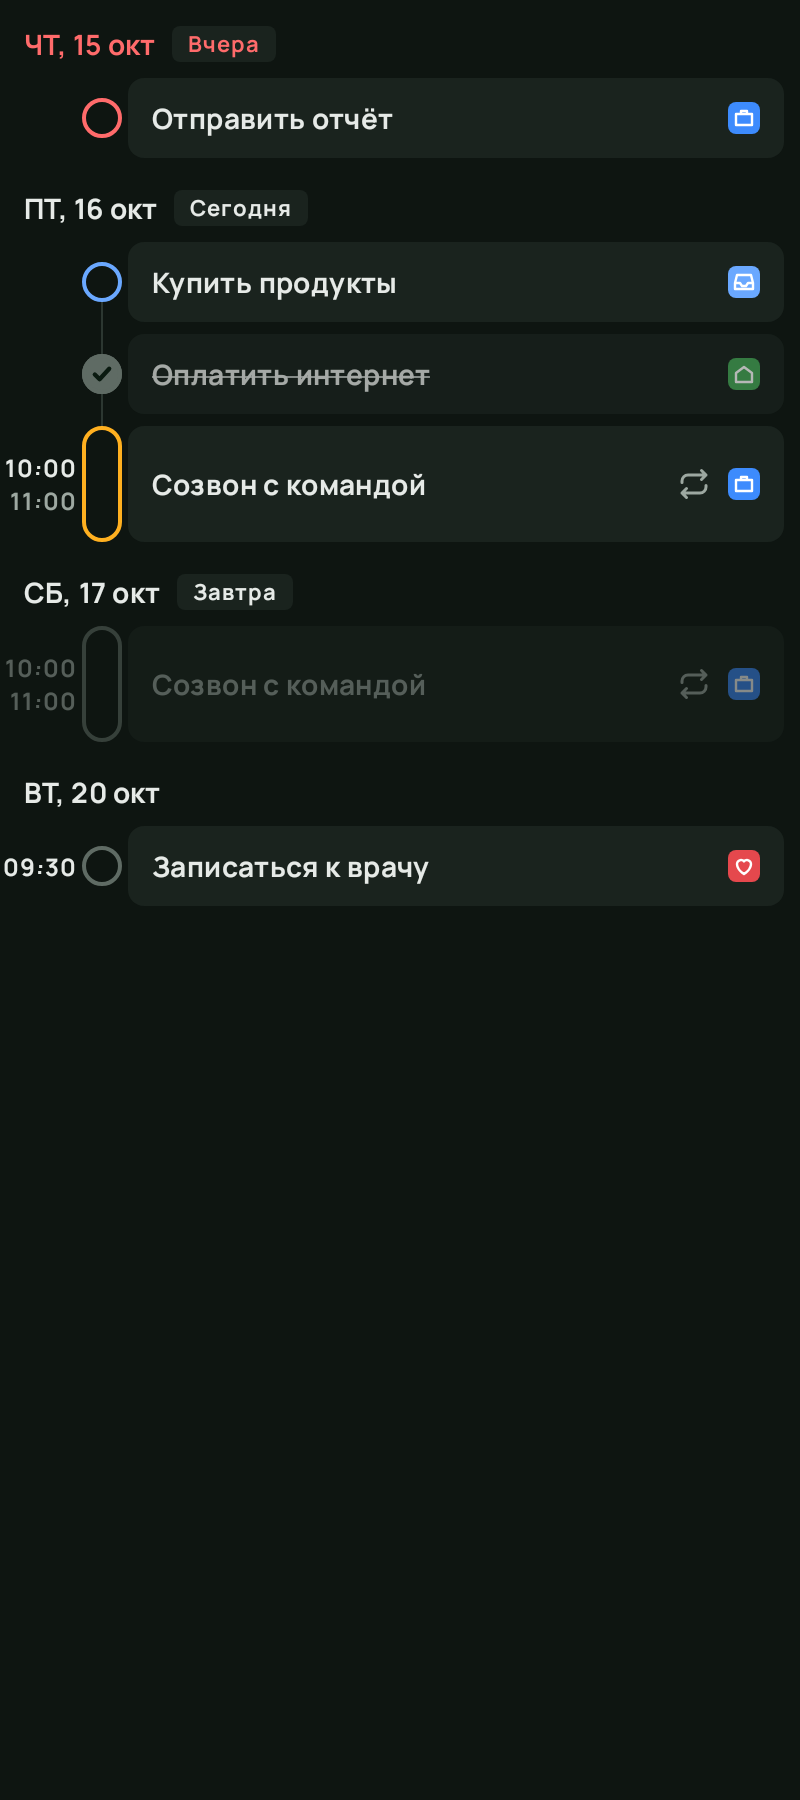 ЧТ, 15 окт Вчера
Отправить отчёт
ПТ, 16 окт Сегодня
Купить продукты
Оплатить интернет
10:00
11:00
Созвон с командой
СБ, 17 окт Завтра
10:00
11:00
Созвон с командой
ВТ, 20 окт
09:30 Записаться к врачу